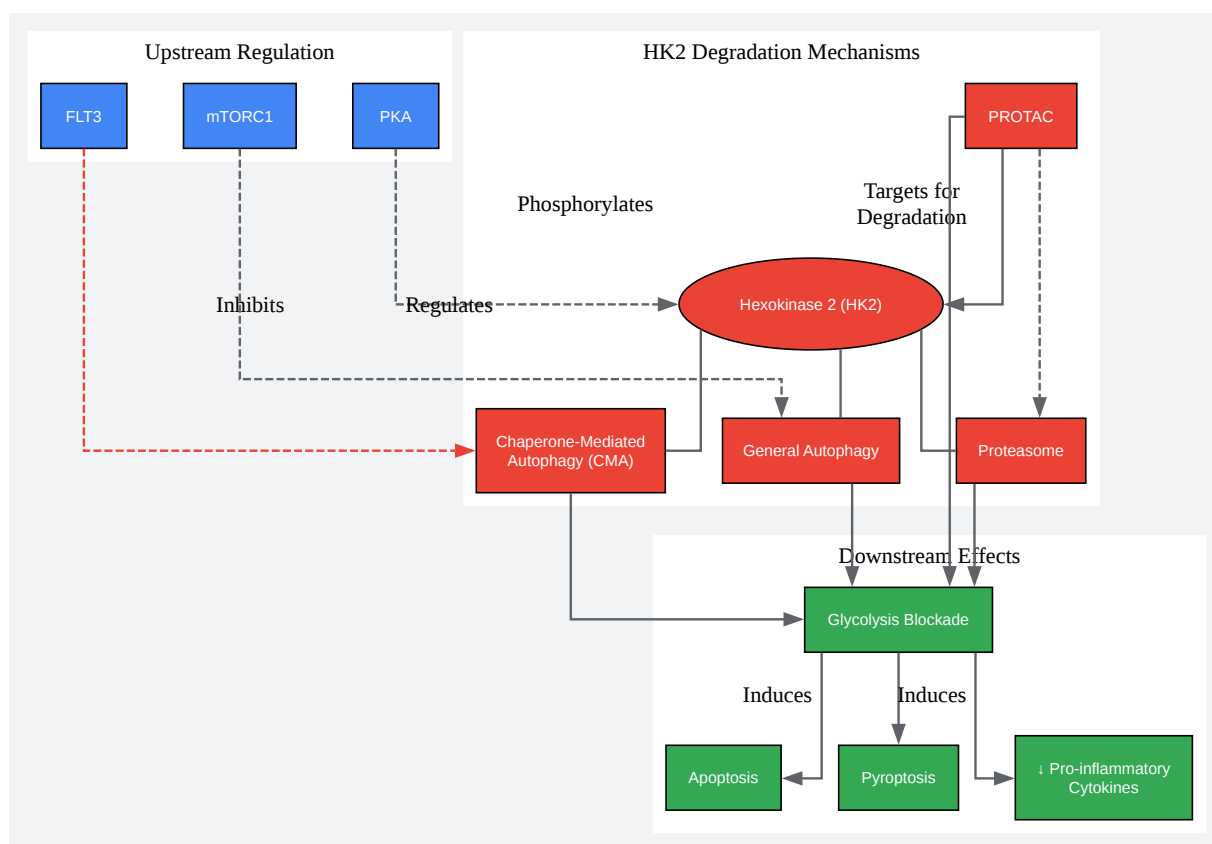 Upstream Regulation
HK2 Degradation Mechanisms
FLT3
mTORC1
PKA
PROTAC
Phosphorylates
Targets for
Degradation
Inhibits
Regulates
Hexokinase 2 (HK2)
Chaperone-Mediated
Autophagy (CMA)
General Autophagy
Proteasome
Downstream Effects
Glycolysis Blockade
Induces
Induces
Apoptosis
Pyroptosis
↓ Pro-inflammatory
Cytokines